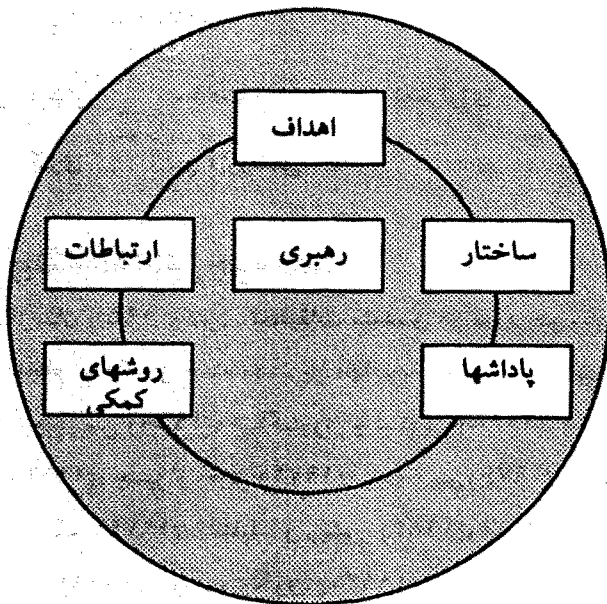 اهداف
ساختار
رهبری
ارتباطات
پاداشها
روشهای
کمکی